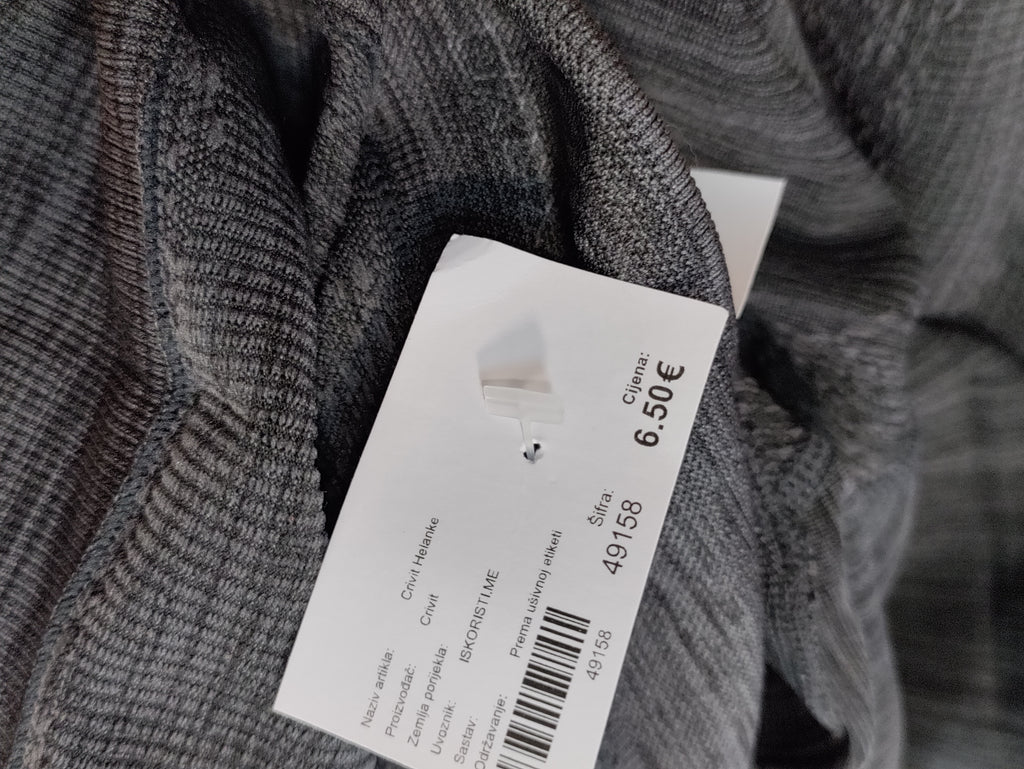 Naziv artikla: Crivit Helanke
Proizvođač: Crivit
Zemlja porijekla:
Uvoznik: ISKORISTI.ME
Sastav:
Održavanje: Prema ušivnoj etiketi
49158
Šifra:
49158
Cijena:
6.50€